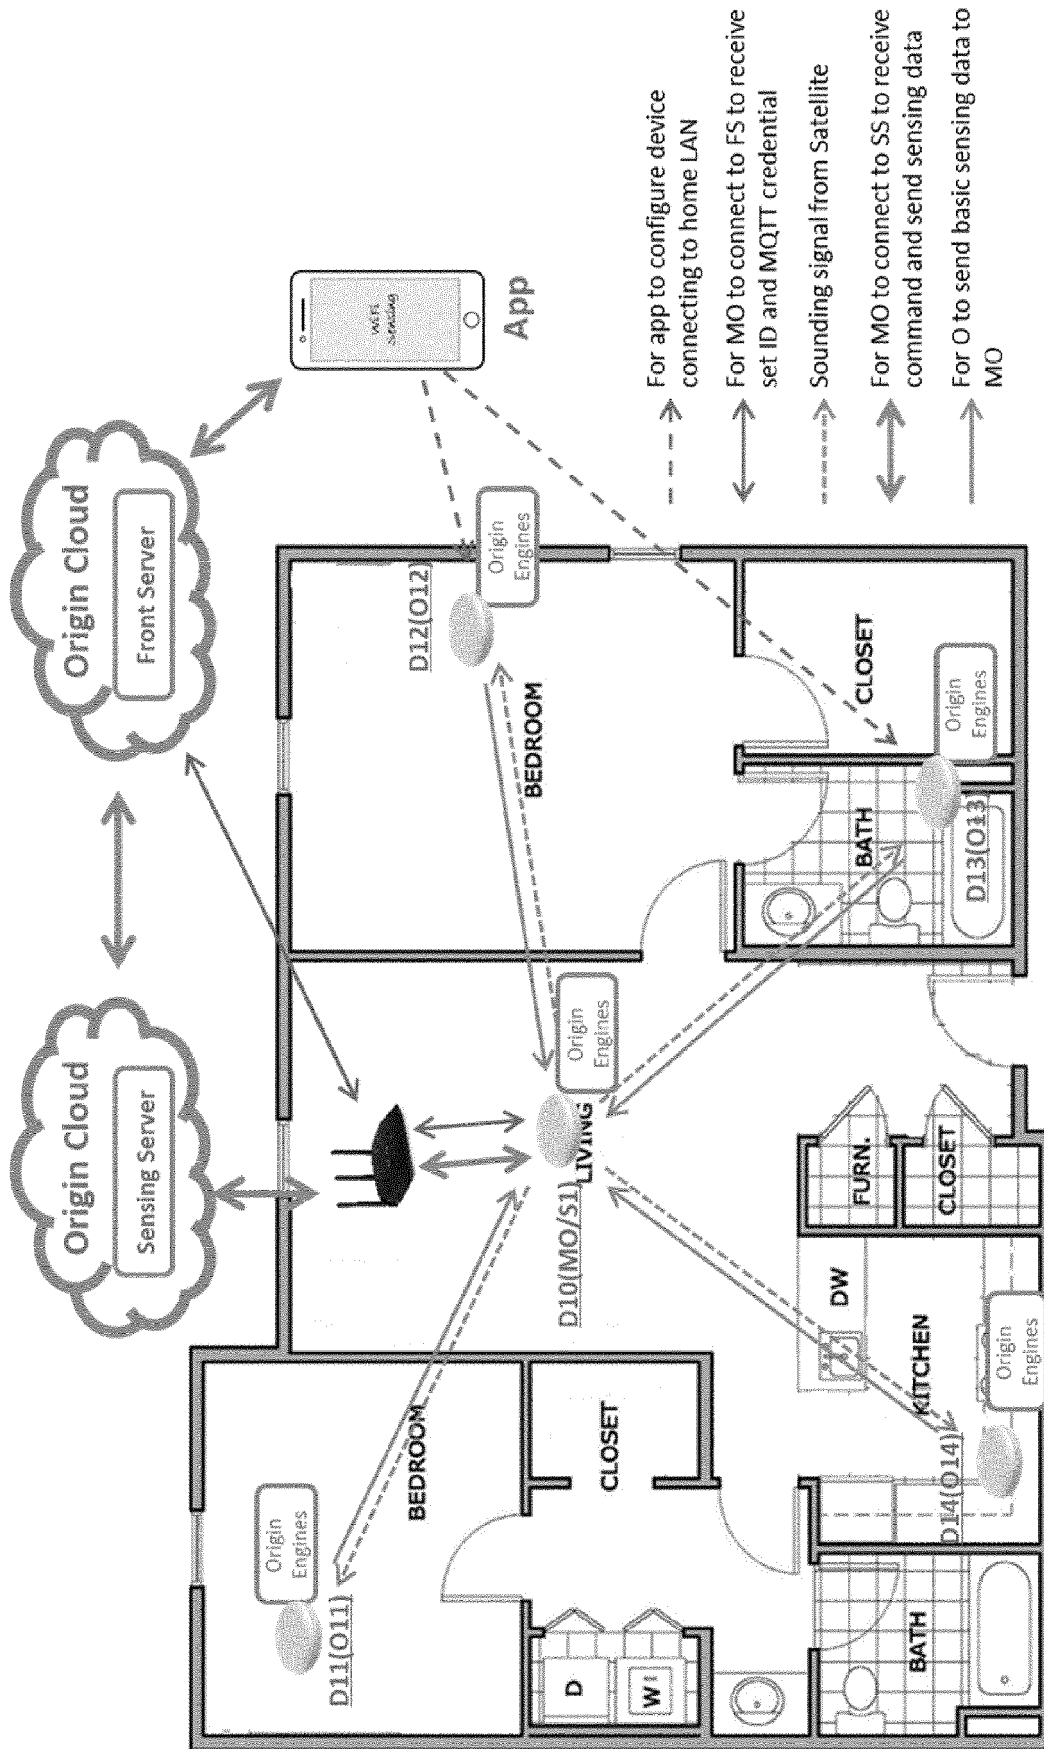 Origin Cloud
Sensing Server
Origin Cloud
Front Server
WiFi
Sensing
App
Origin
Engines
D11(O11)
BEDROOM
CLOSET
D
W
BATH
D10(MO/S1)
LIVING
Origin
Engines
D12(O12)
Origin
Engines
BEDROOM
DW
KITCHEN
D14(O14)
Origin
Engines
FURN.
CLOSET
BATH
D13(O13)
CLOSET
Origin
Engines
For app to configure device
connecting to home LAN
For MO to connect to FS to receive
set ID and MQTT credential
Sounding signal from Satellite
For MO to connect to SS to receive
command and send sensing data
For O to send basic sensing data to
MO